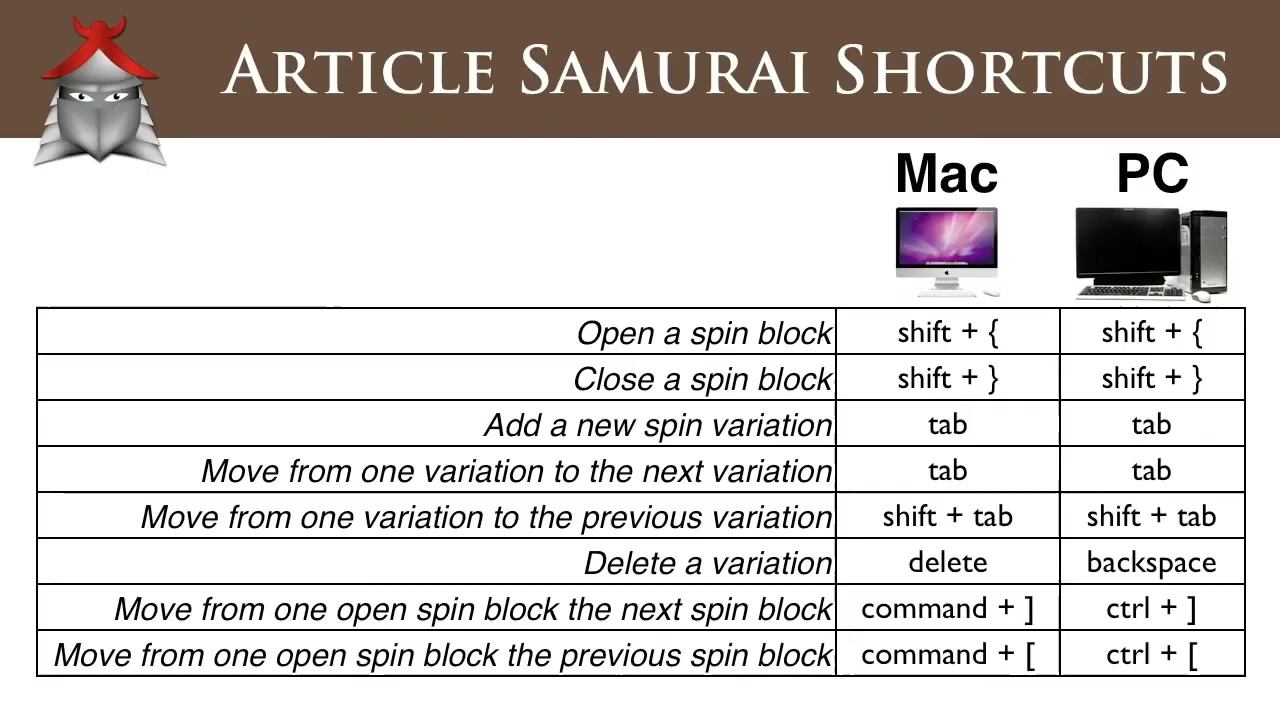 ARTICLE SAMURAI SHORTCUTS
Mac PC
Open a spin block shift + { shift + {
Close a spin block shift + } shift + }
Add a new spin variation tab tab
Move from one variation to the next variation tab tab
Move from one variation to the previous variation shift + tab shift + tab
Delete a variation delete backspace
Move from one open spin block the next spin block command + ] ctrl + ]
Move from one open spin block the previous spin block command + [ ctrl + [